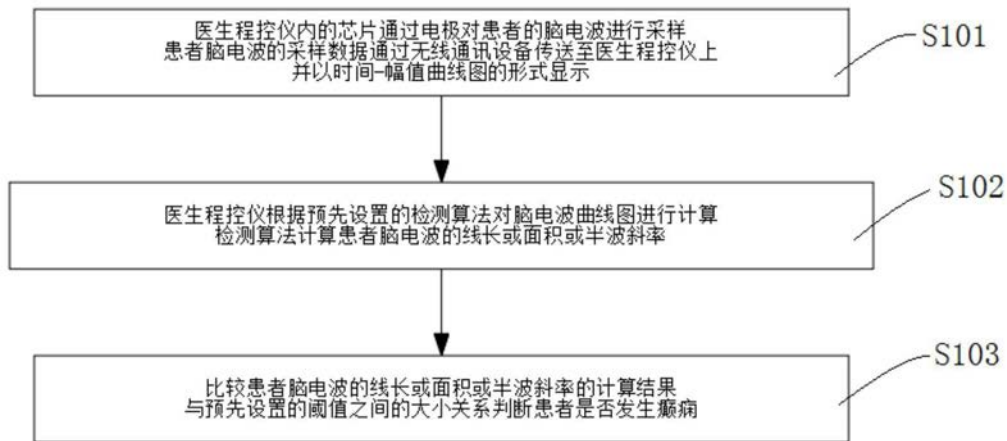 医生程控仪内的芯片通过电极对患者的脑电波进行采样
患者脑电波的采样数据通过无线通讯设备传送至医生程控仪上
并以时间-幅值曲线图的形式显示
S101
医生程控仪根据预先设置的检测算法对脑电波曲线图进行计算
检测算法计算患者脑电波的线长或面积或半波斜率
S102
比较患者脑电波的线长或面积或半波斜率的计算结果
与预先设置的阈值之间的大小关系判断患者是否发生癫痫
S103